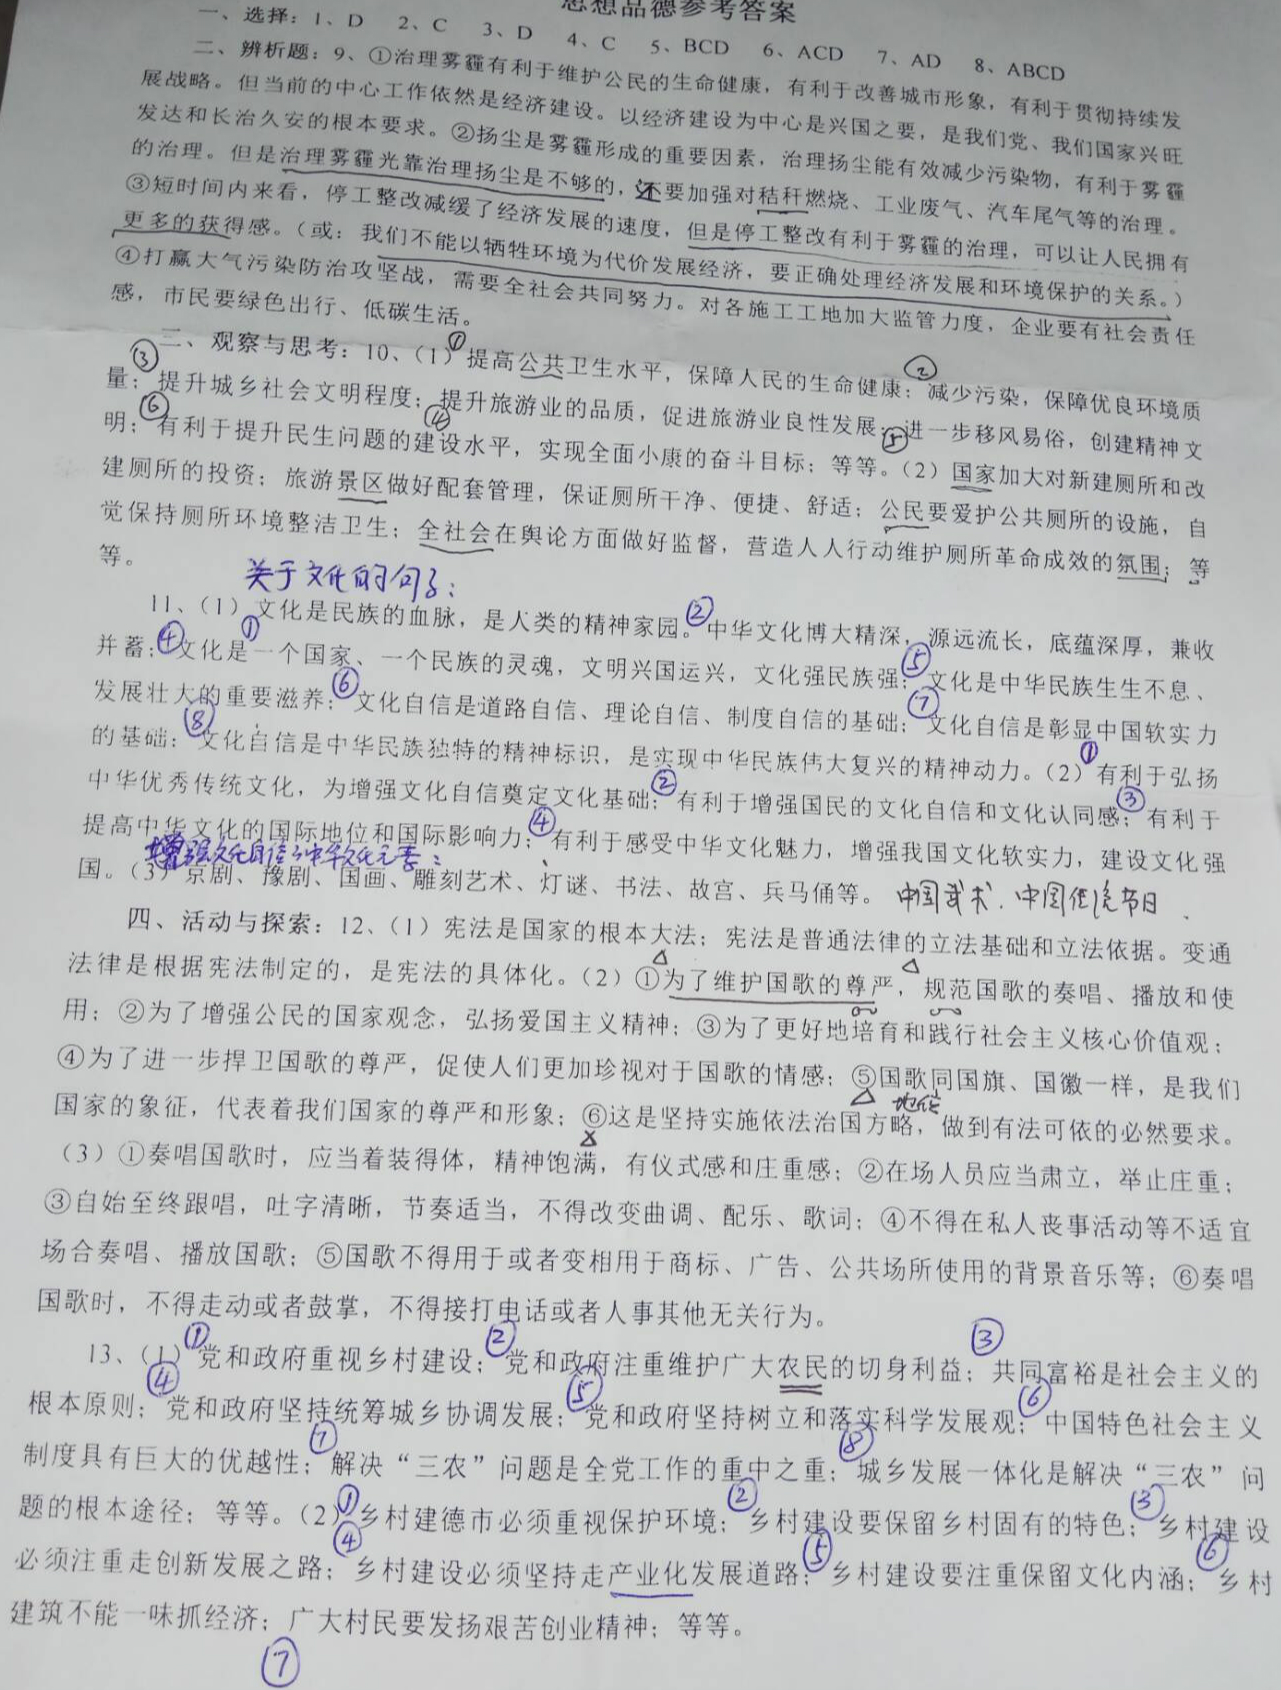 思想品德参考答案
一、选择：1、D 2、C 3、D 4、C 5、BCD 6、ACD 7、AD 8、ABCD
二、辨析题：9、①治理雾霾有利于维护公民的生命健康，有利于改善城市形象，有利于贯彻持续发
展战略。但当前的中心工作依然是经济建设。以经济建设为中心是兴国之要，是我们党、我们国家兴旺
发达和长治久安的根本要求。②扬尘是雾霾形成的重要因素，治理扬尘能有效减少污染物，有利于雾霾
的治理。但是治理雾霾光靠治理扬尘是不够的，还要加强对秸秆燃烧、工业废气、汽车尾气等的治理。
③短时间内来看，停工整改减缓了经济发展的速度，但是停工整改有利于雾霾的治理，可以让人民拥有
更多的获得感。（或：我们不能以牺牲环境为代价发展经济，要正确处理经济发展和环境保护的关系。）
④打赢大气污染防治攻坚战，需要全社会共同努力。对各施工工地加大监管力度，企业要有社会责任
感，市民要绿色出行、低碳生活。
三、观察与思考：10、（1）①提高公共卫生水平，保障人民的生命健康；②减少污染，保障优良环境质
量；③提升城乡社会文明程度；④提升旅游业的品质，促进旅游业良性发展；⑤进一步移风易俗，创建精神文
明；⑥有利于提升民生问题的建设水平，实现全面小康的奋斗目标；等等。（2）国家加大对新建厕所和改
建厕所的投资；旅游景区做好配套管理，保证厕所干净、便捷、舒适；公民要爱护公共厕所的设施，自
觉保持厕所环境整洁卫生；全社会在舆论方面做好监督，营造人人行动维护厕所革命成效的氛围；等
等。
关于文化的句子：
11、（1）①文化是民族的血脉，是人类的精神家园。②中华文化博大精深，源远流长，底蕴深厚，兼收
并蓄；④文化是一个国家、一个民族的灵魂，文明兴国运兴，文化强民族强；⑤文化是中华民族生生不息、
发展壮大的重要滋养；⑥文化自信是道路自信、理论自信、制度自信的基础；⑦文化自信是彰显中国软实力
的基础；⑧文化自信是中华民族独特的精神标识，是实现中华民族伟大复兴的精神动力。（2）①有利于弘扬
中华优秀传统文化，为增强文化自信奠定文化基础；②有利于增强国民的文化自信和文化认同感；③有利于
提高中华文化的国际地位和国际影响力；④有利于感受中华文化魅力，增强我国文化软实力，建设文化强
增强文化自信的中华文化元素：
国。（3）京剧、豫剧、国画、雕刻艺术、灯谜、书法、故宫、兵马俑等。中国武术、中国传统节日、
四、活动与探索：12、（1）宪法是国家的根本大法；宪法是普通法律的立法基础和立法依据。变通
法律是根据宪法制定的，是宪法的具体化。（2）①为了维护国歌的尊严，规范国歌的奏唱、播放和使
用；②为了增强公民的国家观念，弘扬爱国主义精神；③为了更好地培育和践行社会主义核心价值观；
④为了进一步捍卫国歌的尊严，促使人们更加珍视对于国歌的情感；⑤国歌同国旗、国徽一样，是我们
国家的象征，代表着我们国家的尊严和形象；⑥这是坚持实施依法治国方略，做到有法可依的必然要求。
（3）①奏唱国歌时，应当着装得体，精神饱满，有仪式感和庄重感；②在场人员应当肃立，举止庄重；
③自始至终跟唱，吐字清晰，节奏适当，不得改变曲调、配乐、歌词；④不得在私人丧事活动等不适宜
场合奏唱、播放国歌；⑤国歌不得用于或者变相用于商标、广告、公共场所使用的背景音乐等；⑥奏唱
国歌时，不得走动或者鼓掌，不得接打电话或者人事其他无关行为。
13、（1）①党和政府重视乡村建设；②党和政府注重维护广大农民的切身利益；③共同富裕是社会主义的
根本原则；④党和政府坚持统筹城乡协调发展；⑤党和政府坚持树立和落实科学发展观；⑥中国特色社会主义
制度具有巨大的优越性；⑦解决“三农”问题是全党工作的重中之重；⑧城乡发展一体化是解决“三农”问
题的根本途径；等等。（2）①乡村建德市必须重视保护环境；②乡村建设要保留乡村固有的特色；③乡村建设
必须注重走创新发展之路；④乡村建设必须坚持走产业化发展道路；⑤乡村建设要注重保留文化内涵；⑥乡村
建筑不能一味抓经济；广大村民要发扬艰苦创业精神；等等。
⑦